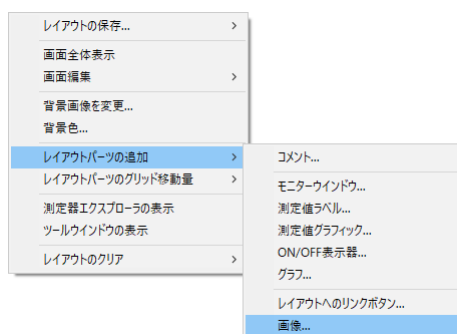 レイアウトの保存...
画面全体表示
画面編集
背景画像を変更...
背景色...
レイアウトパーツの追加
レイアウトパーツのグリッド移動量
測定器エクスプローラの表示
ツールウインドウの表示
レイアウトのクリア
コメント...
モニターウインドウ...
測定値ラベル...
測定値グラフィック...
ON/OFF表示器...
グラフ...
レイアウトへのリンクボタン...
画像...